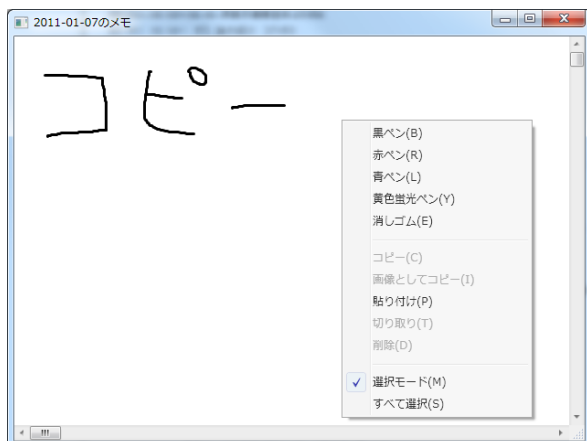 2011-01-07のメモ
コピー
黒ペン(B)
赤ペン(R)
青ペン(L)
黄色蛍光ペン(Y)
消しゴム(E)
コピー(C)
画像としてコピー(I)
貼り付け(P)
切り取り(T)
削除(D)
選択モード(M)
すべて選択(S)